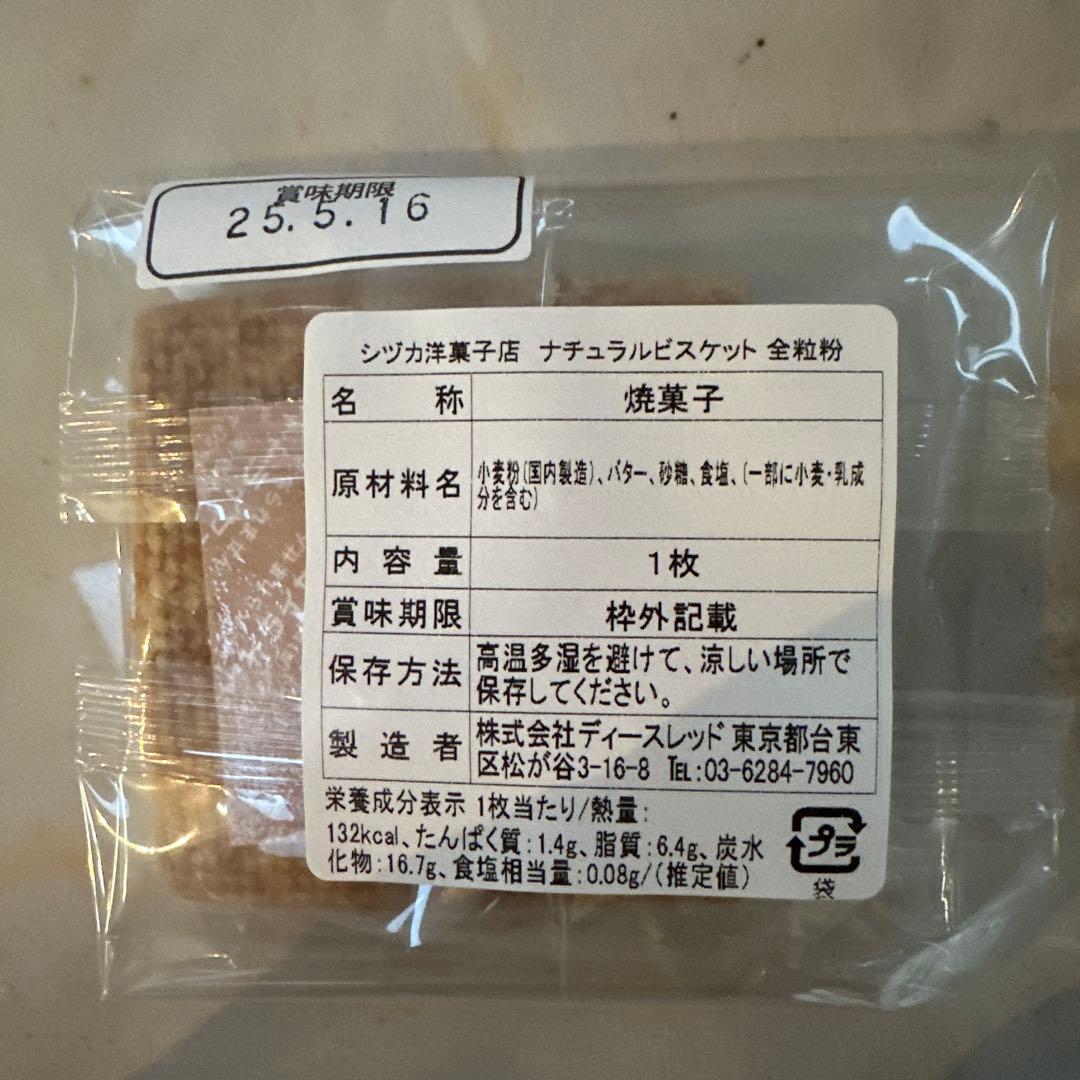 賞味期限
25.5.16
シヅカ洋菓子店 ナチュラルビスケット 全粒粉
名称 焼菓子
原材料名 小麦粉(国内製造)、バター、砂糖、食塩、(一部に小麦・乳成
分を含む)
内容量 1枚
賞味期限 枠外記載
保存方法 高温多湿を避けて、涼しい場所で
保存してください。
製造者 株式会社ディースレッド 東京都台東
区松が谷3-16-8 TEL:03-6284-7960
栄養成分表示 1枚当たり/熱量:
132kcal、たんぱく質:1.4g、脂質:6.4g、炭水
化物:16.7g、食塩相当量:0.08g/(推定値)
プラ
袋